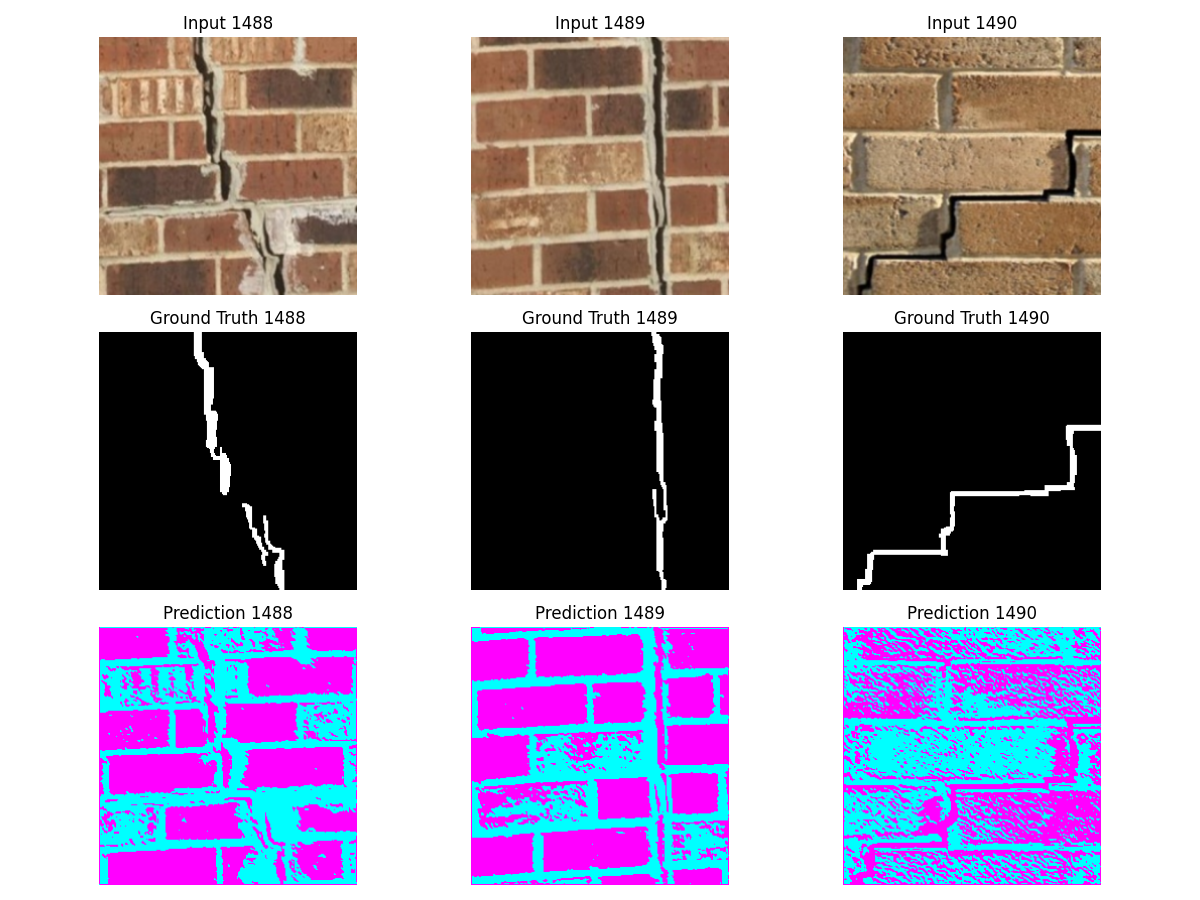 Input 1488
Input 1489
Input 1490
Ground Truth 1488
Ground Truth 1489
Ground Truth 1490
Prediction 1488
Prediction 1489
Prediction 1490